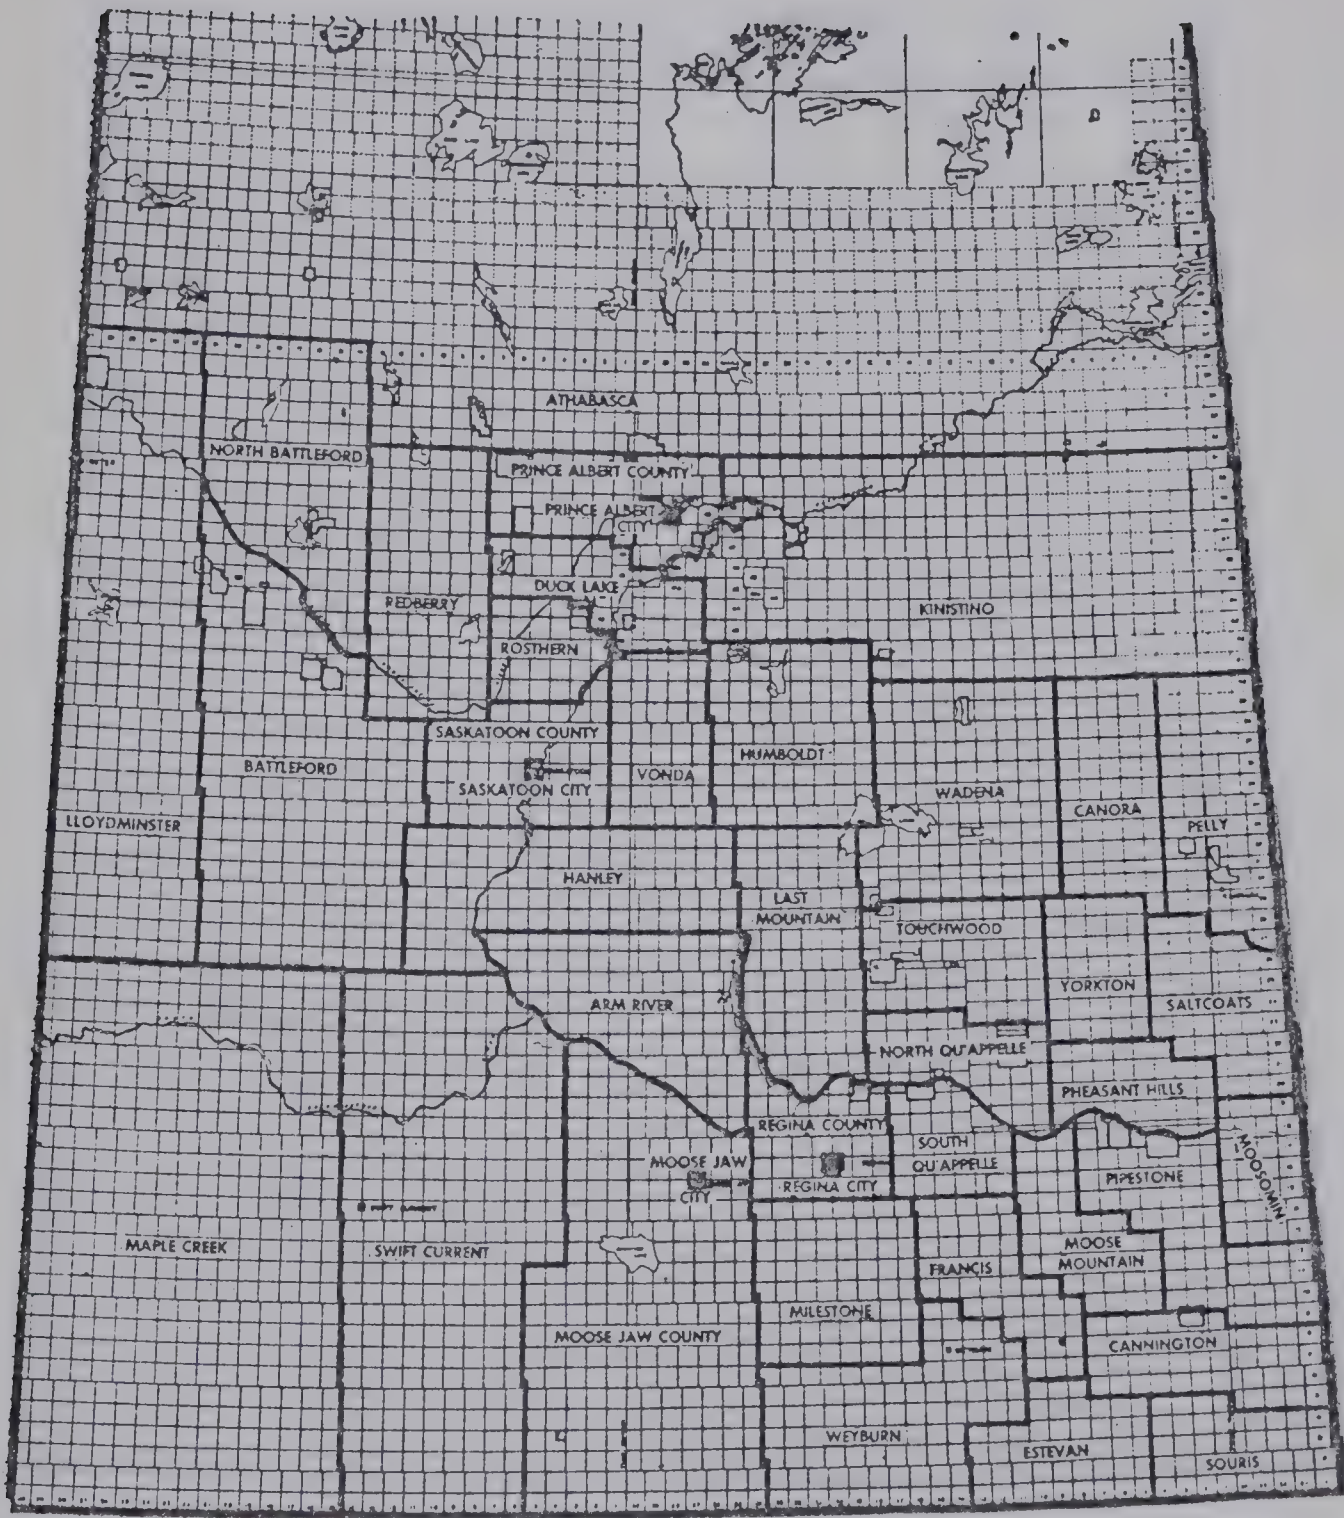 ATHABASCA
NORTH BATTLEFORD
PRINCE ALBERT COUNTY
PRINCE ALBERT
CITY
DUCK LAKE
REDBERRY
KINISTINO
ROSTHERN
SASKATOON COUNTY
HUMBOLDT
BATTLEFORD
VONDA
SASKATOON CITY
WADENA
CANORA
LLOYDMINSTER
PELLY
HANLEY
LAST
MOUNTAIN
TOUCHWOOD
YORKTON
ARM RIVER
SALTCOATS
NORTH QU'APPELLE
PHEASANT HILLS
REGINA COUNTY
SOUTH
QU'APPELLE
MOOSE JAW
CITY
REGINA CITY
PIPESTONE
MOOSOMIN
MAPLE CREEK
SWIFT CURRENT
MOOSE
MOUNTAIN
FRANCIS
MILESTONE
MOOSE JAW COUNTY
CANNINGTON
WEYBURN
ESTEVAN
SOURIS